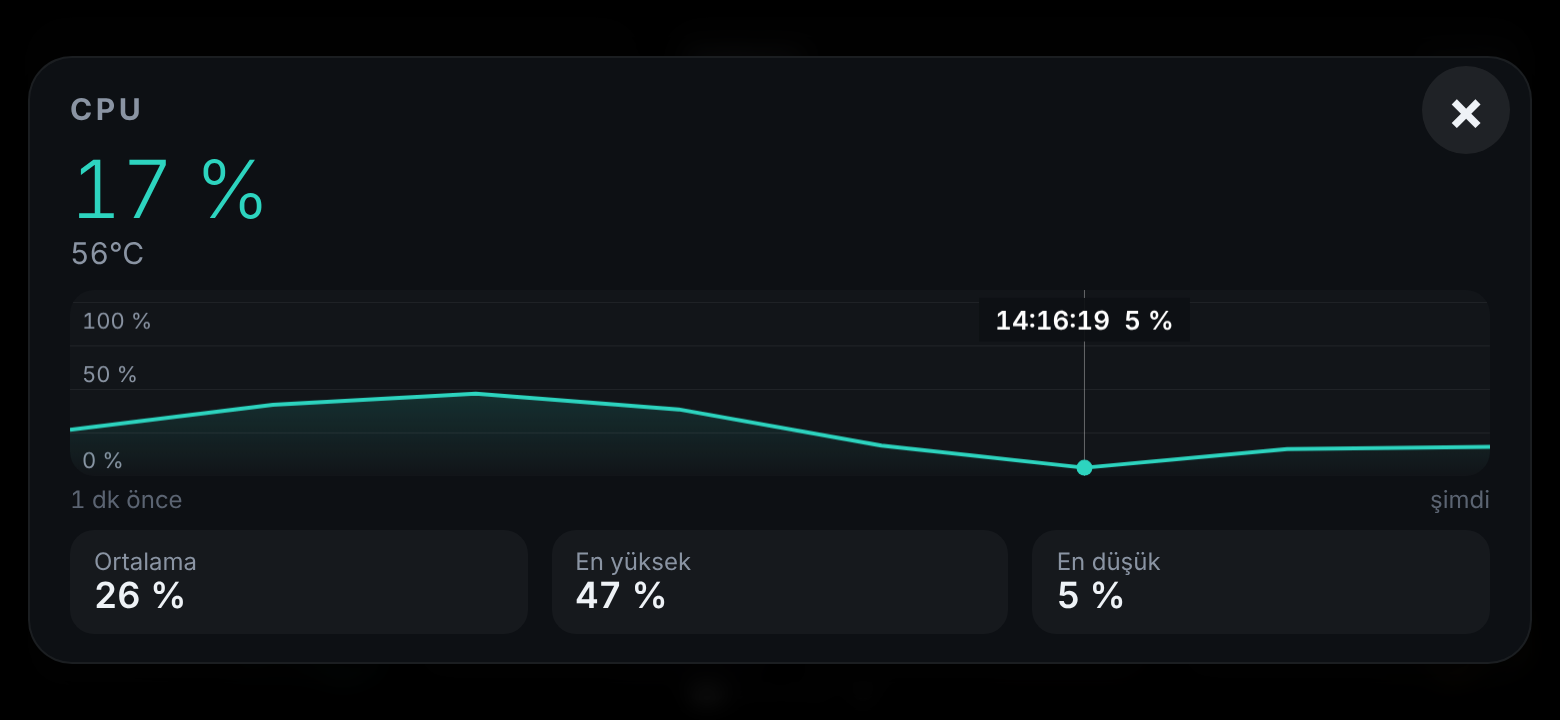 CPU
17 %
56°C
100 %
14:16:19 5 %
50 %
0 %
1 dk önce
şimdi
Ortalama
26 %
En yüksek
47 %
En düşük
5 %